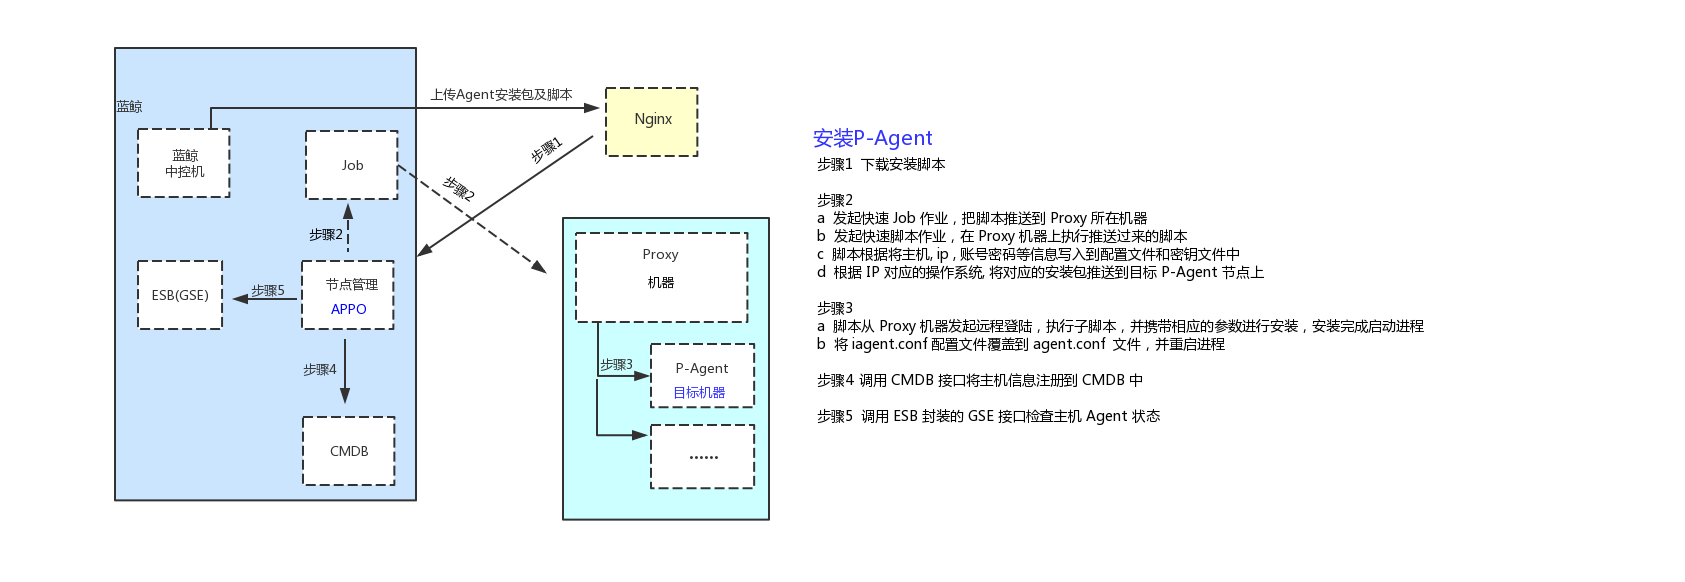 蓝鲸
上传Agent安装包及脚本
Nginx
蓝鲸
中控机
Job
步骤1
步骤2
步骤2
ESB(GSE)
步骤5
节点管理
APPO
步骤4
CMDB
Proxy
机器
步骤3
P-Agent
目标机器
······
安装P-Agent
步骤1 下载安装脚本
步骤2
a 发起快速 Job 作业，把脚本推送到 Proxy 所在机器
b 发起快速脚本作业，在 Proxy 机器上执行推送过来的脚本
c 脚本根据将主机, ip , 账号密码等信息写入到配置文件和密钥文件中
d 根据 IP 对应的操作系统, 将对应的安装包推送到目标 P-Agent 节点上
步骤3
a 脚本从 Proxy 机器发起远程登陆，执行子脚本，并携带相应的参数进行安装，安装完成启动进程
b 将 iagent.conf 配置文件覆盖到 agent.conf 文件，并重启进程
步骤4 调用 CMDB 接口将主机信息注册到 CMDB 中
步骤5 调用 ESB 封装的 GSE 接口检查主机 Agent 状态